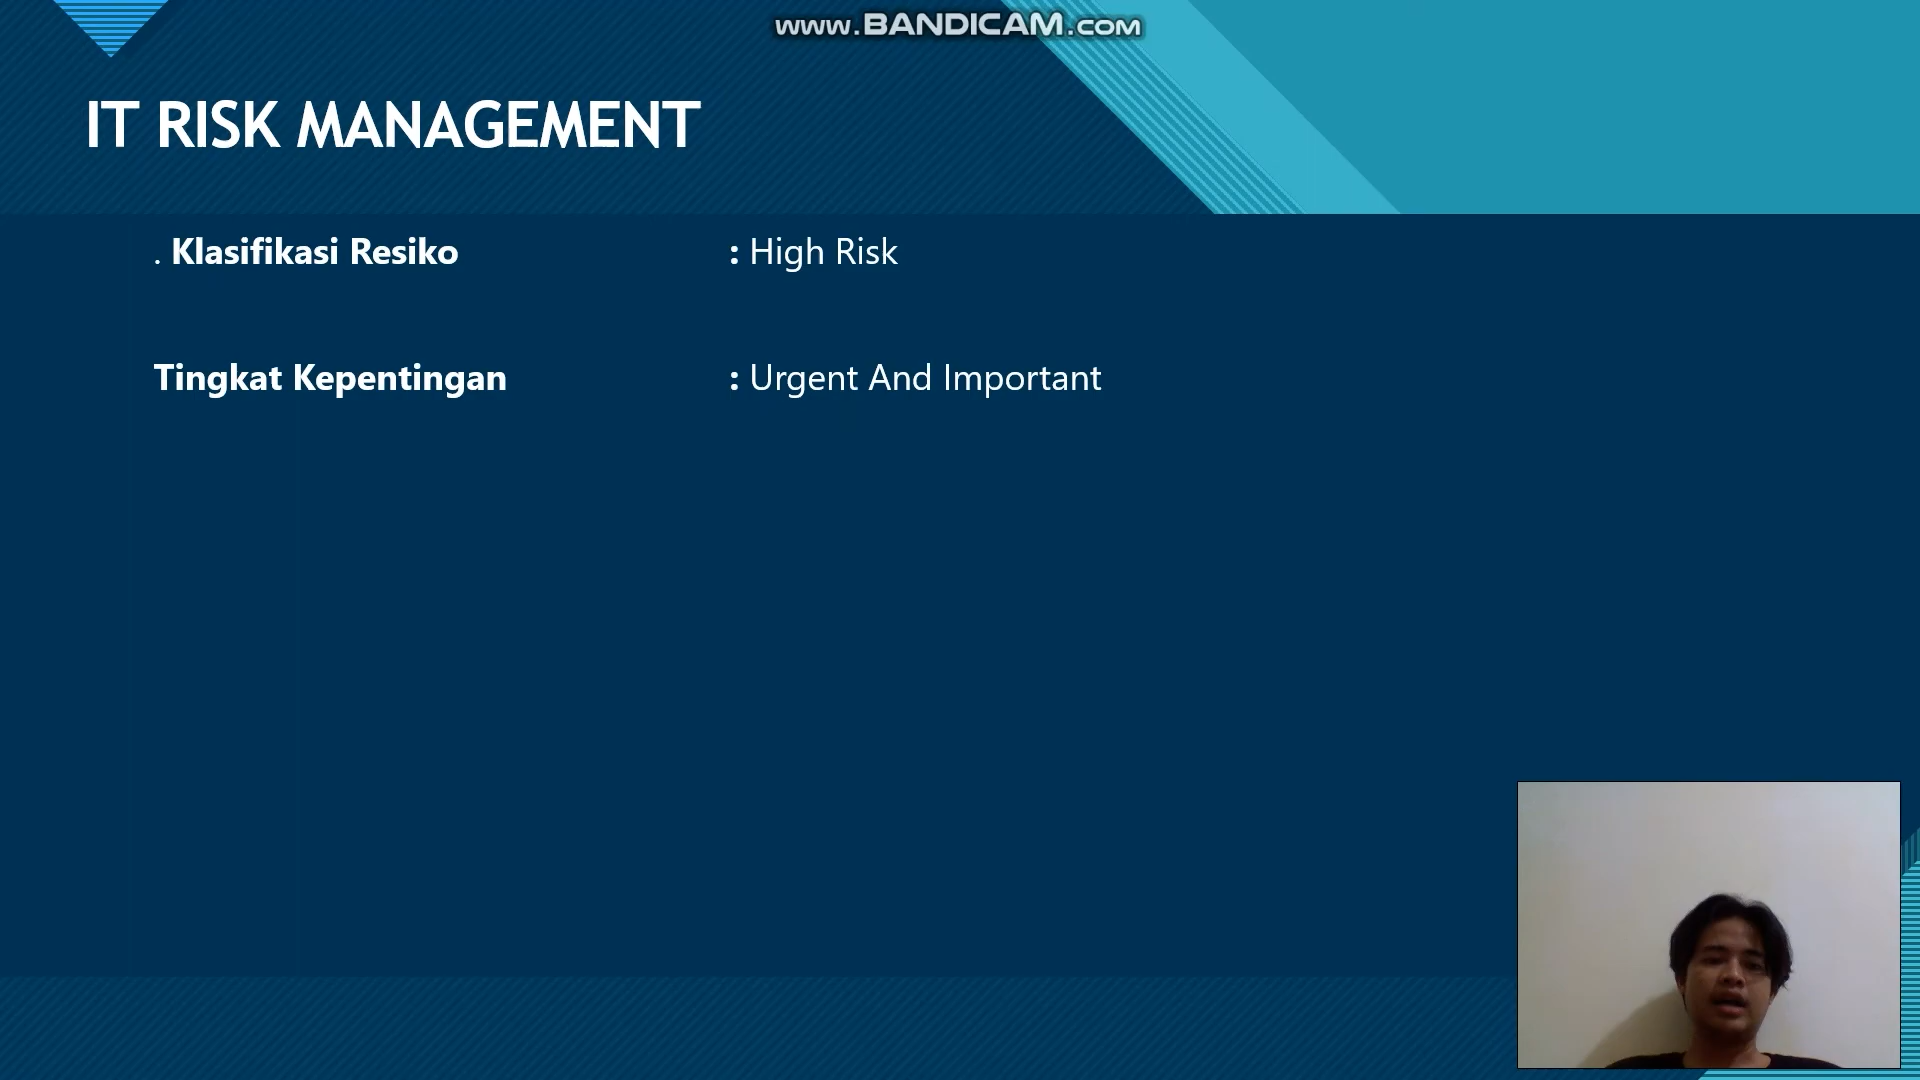 www.BANDICAM.com
IT RISK MANAGEMENT
. Klasifikasi Resiko : High Risk
Tingkat Kepentingan : Urgent And Important